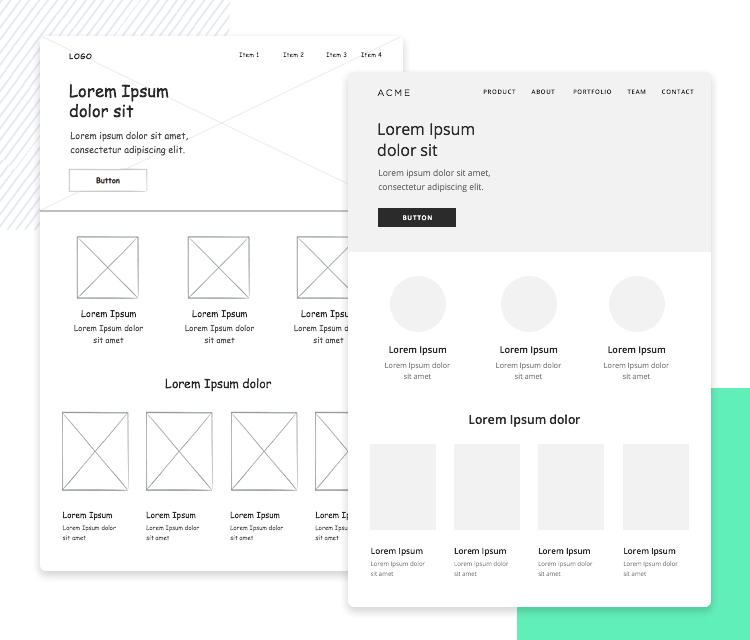 LOGO
Item 1 Item 2 Item 3 Item 4
Lorem Ipsum
dolor sit
Lorem ipsum dolor sit amet,
consectetur adipiscing elit.
Button
Lorem Ipsum Lorem Ipsum Lorem Ipsum
Lorem Ipsum dolor Lorem Ipsum dolor Lorem Ipsum
sit amet sit amet sit amet
Lorem Ipsum dolor
Lorem Ipsum Lorem Ipsum Lorem Ipsum Lorem
Lorem Ipsum dolor Lorem Ipsum dolor Lorem Ipsum dolor Lorem
sit amet sit amet sit amet sit amet
ACME
PRODUCT ABOUT PORTFOLIO TEAM CONTACT
Lorem Ipsum
dolor sit
Lorem ipsum dolor sit amet,
consectetur adipiscing elit.
BUTTON
Lorem Ipsum Lorem Ipsum Lorem Ipsum
Lorem Ipsum dolor Lorem Ipsum dolor Lorem Ipsum dolor
sit amet sit amet sit amet
Lorem Ipsum dolor
Lorem Ipsum Lorem Ipsum Lorem Ipsum Lorem Ipsum
Lorem Ipsum dolor Lorem Ipsum dolor Lorem Ipsum dolor Lorem Ipsum dolor
sit amet sit amet sit amet sit amet